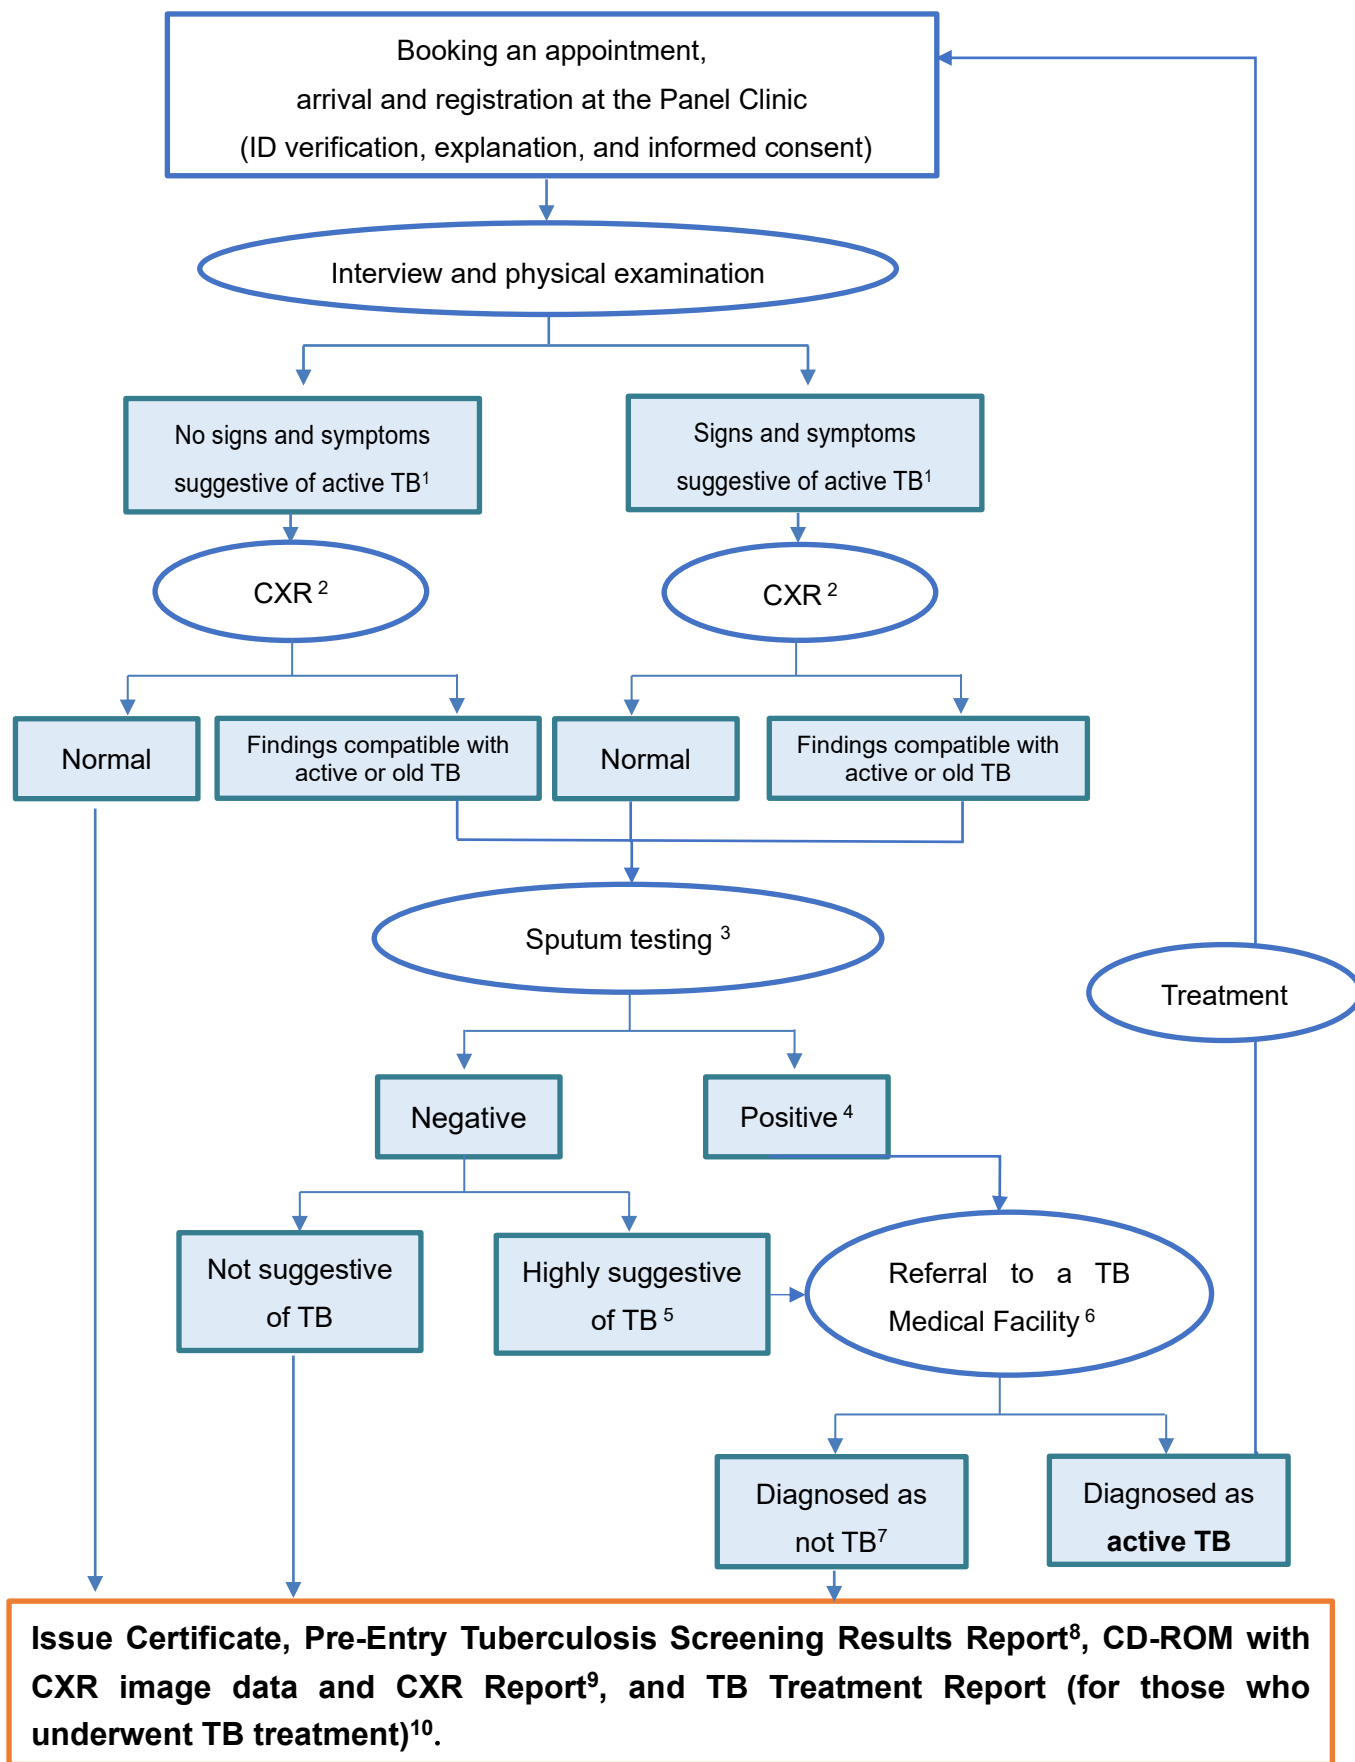 Booking an appointment,
arrival and registration at the Panel Clinic
(ID verification, explanation, and informed consent)
Interview and physical examination
No signs and symptoms
suggestive of active TB¹
Signs and symptoms
suggestive of active TB¹
CXR ²
CXR ²
Normal
Findings compatible with
active or old TB
Normal
Findings compatible with
active or old TB
Sputum testing ³
Treatment
Negative
Positive ⁴
Not suggestive
of TB
Highly suggestive
of TB ⁵
Referral to a TB
Medical Facility ⁶
Diagnosed as
not TB⁷
Diagnosed as
active TB
Issue Certificate, Pre-Entry Tuberculosis Screening Results Report⁸, CD-ROM with
CXR image data and CXR Report⁹, and TB Treatment Report (for those who
underwent TB treatment)¹⁰.